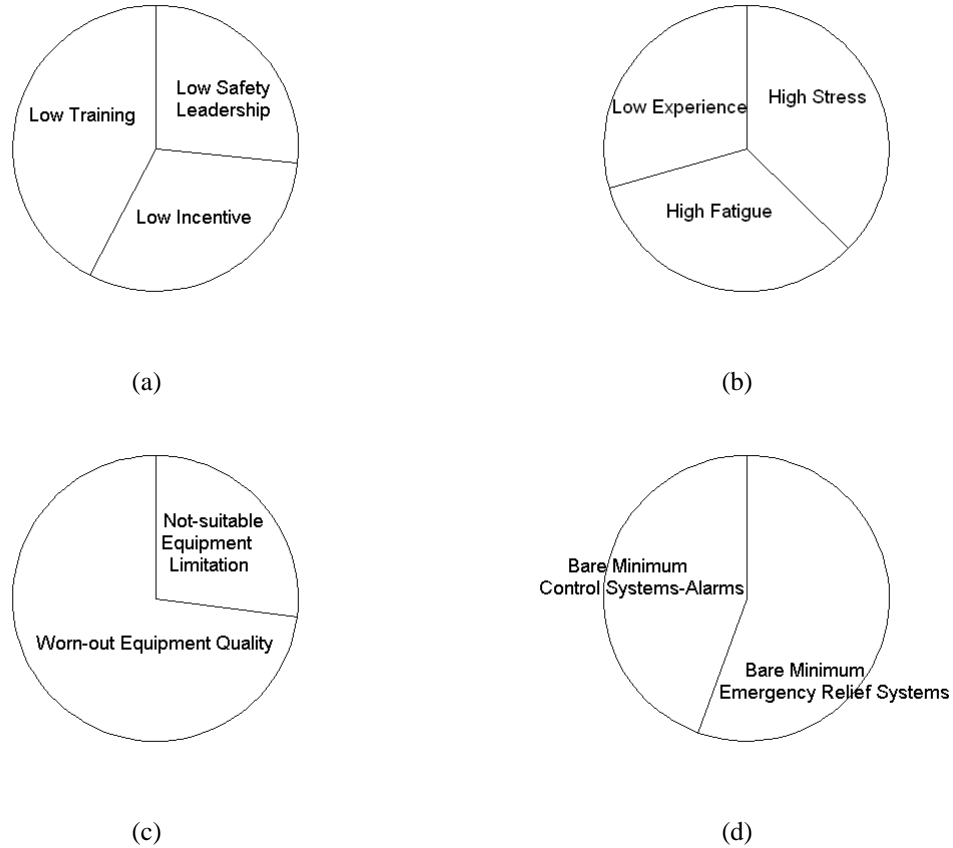 Low Training
Low Safety
Leadership
Low Incentive
(a)
Low Experience
High Stress
High Fatigue
(b)
Not-suitable
Equipment
Limitation
Worn-out Equipment Quality
(c)
Bare Minimum
Control Systems-Alarms
Bare Minimum
Emergency Relief Systems
(d)